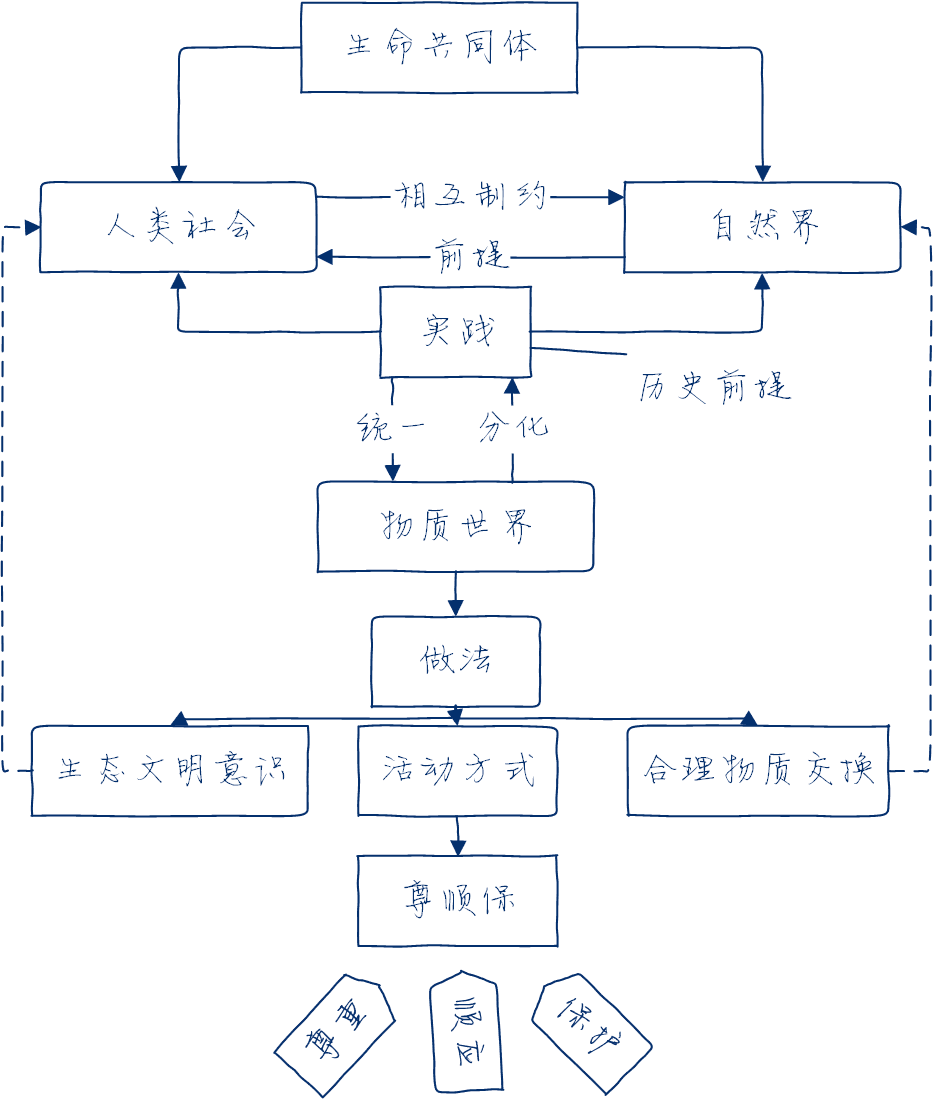 生命共同体
人类社会
相互制约
自然界
前提
实践
历史前提
统一
分化
物质世界
做法
生态文明意识
活动方式
合理物质交换
尊顺保
尊重
顺应
保护